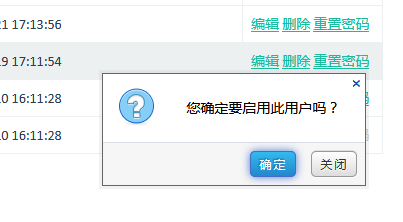 21 17:13:56 编辑 删除 重置密码
9 17:11:54 编辑 删除 重置密码
您确定要启用此用户吗？
0 16:11:28
0 16:11:28
确定 关闭